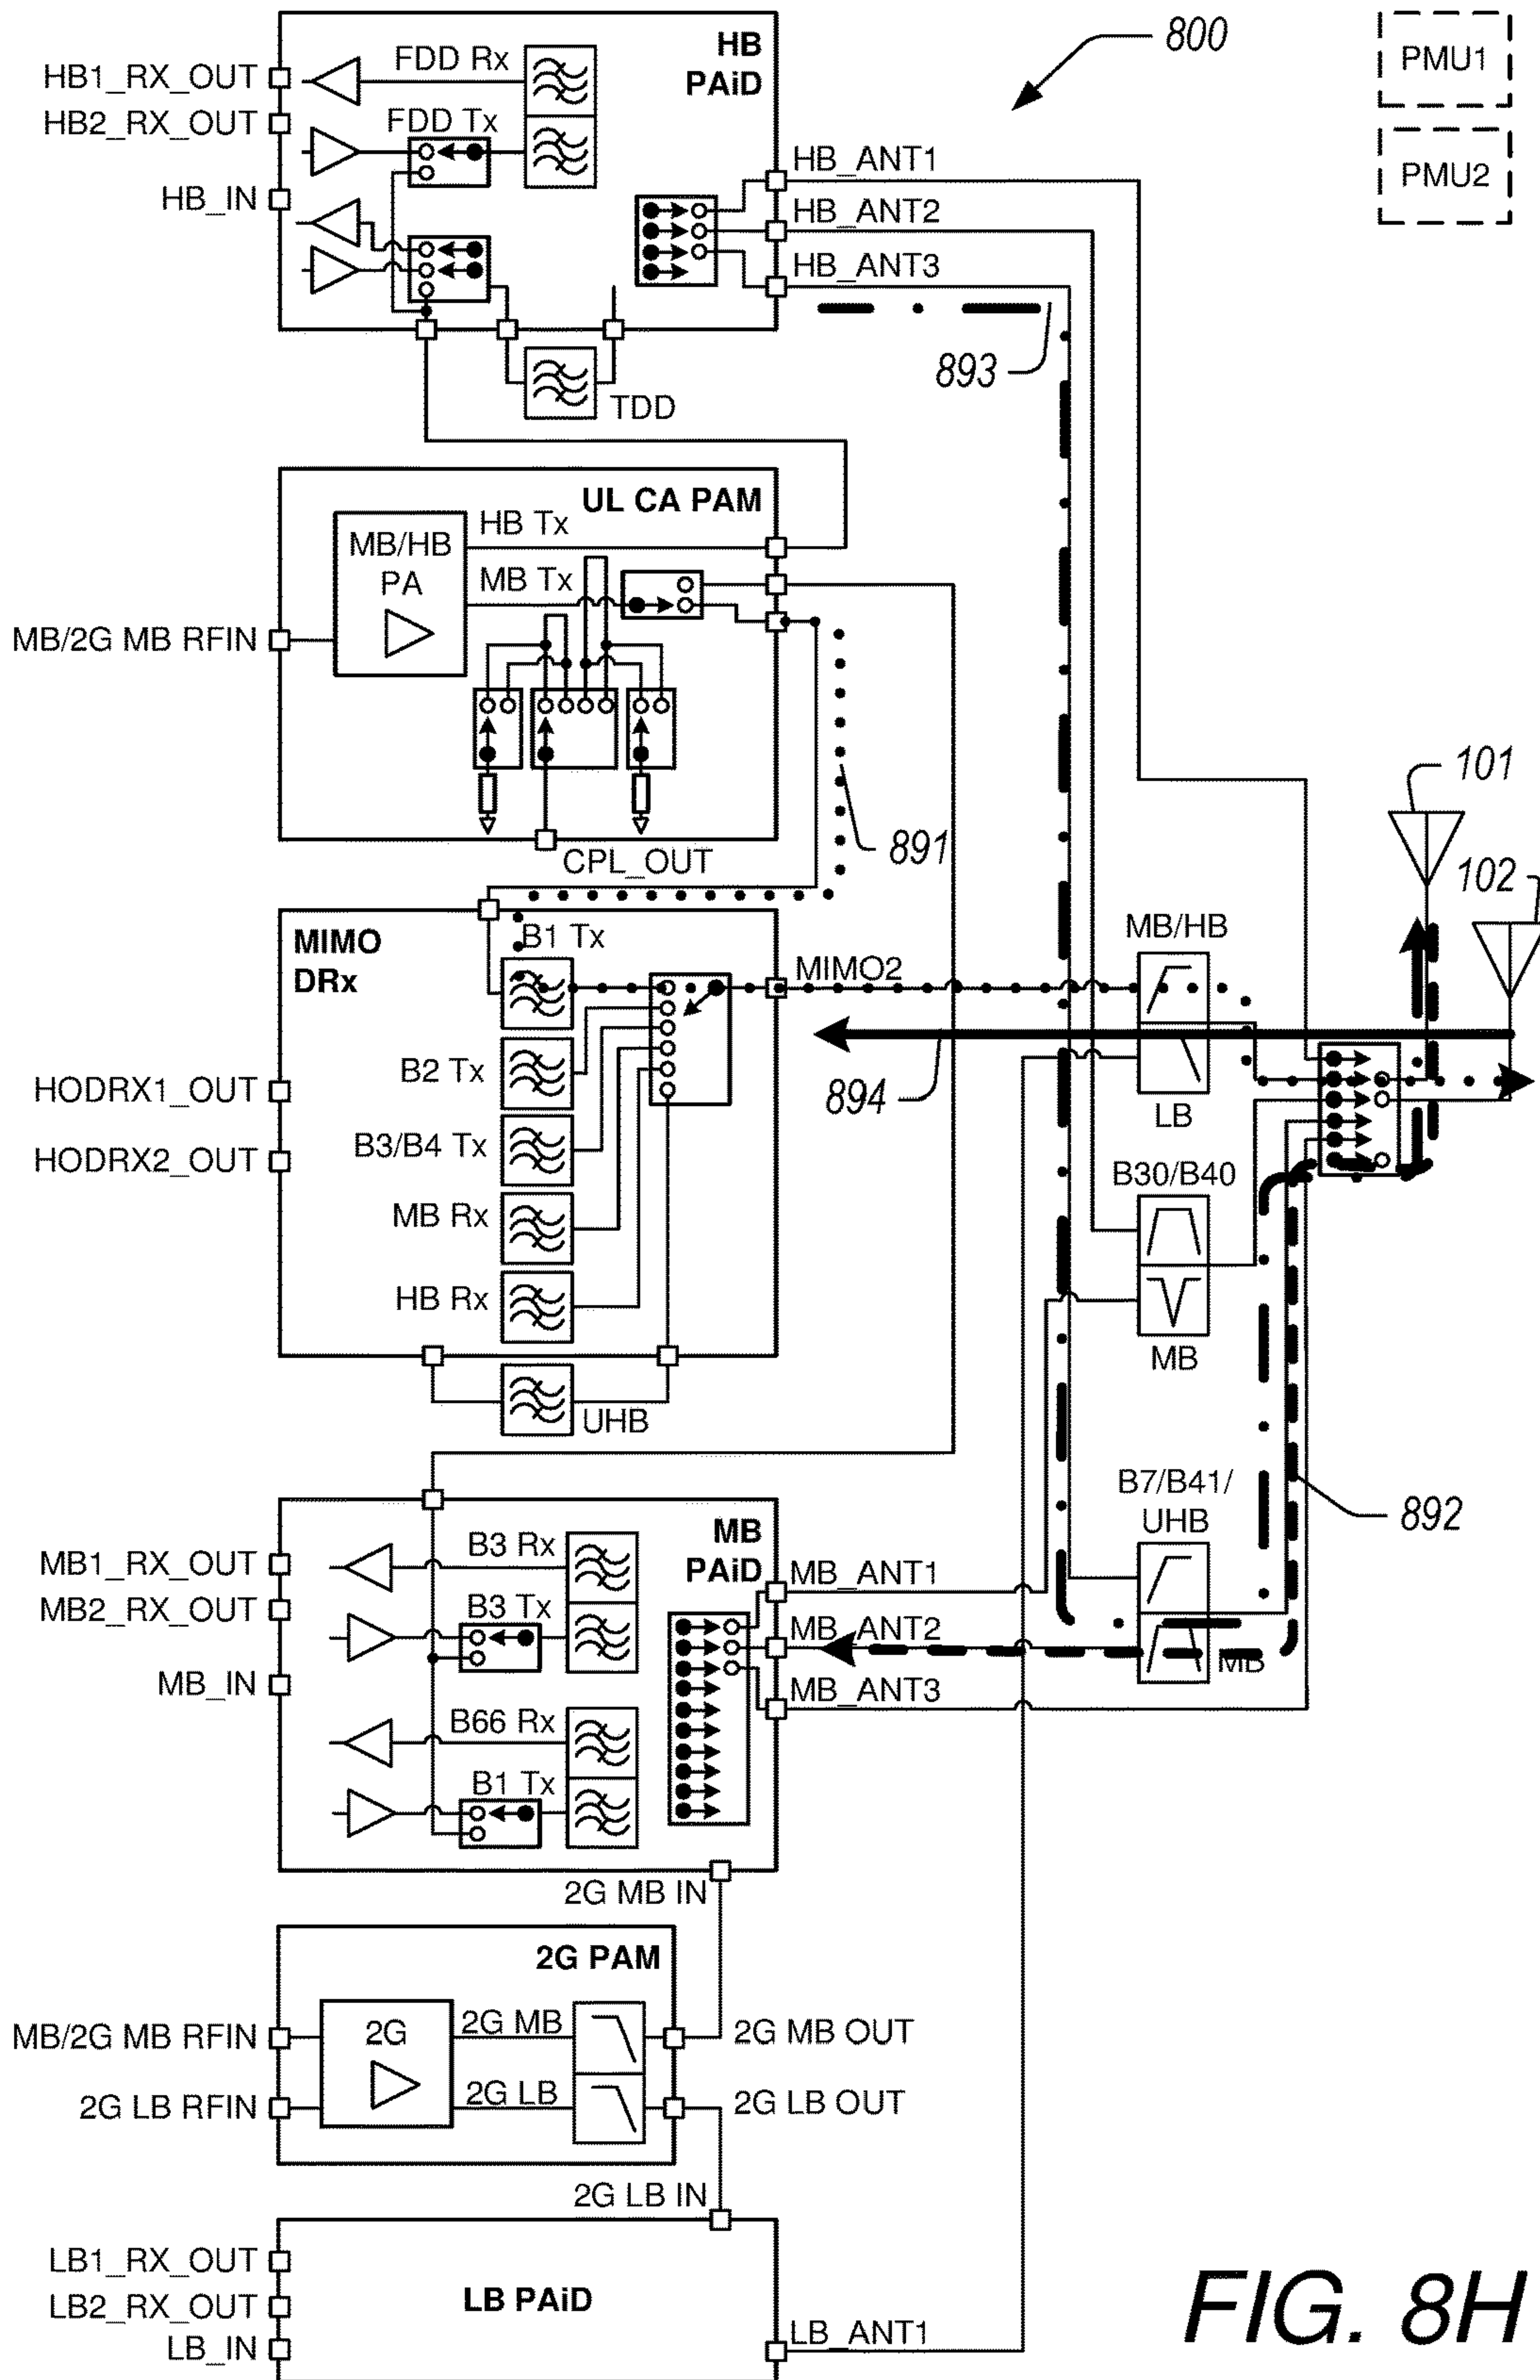 800
PMU1
PMU2
HB
PAiD
FDD Rx
FDD Tx
HB1_RX_OUT
HB2_RX_OUT
HB_IN
HB_ANT1
HB_ANT2
HB_ANT3
893
TDD
UL CA PAM
HB Tx
MB/HB
PA
MB Tx
MB/2G MB RFIN
CPL_OUT
891
101
102
MIMO
DRx
B1 Tx
MIMO2
MB/HB
B2 Tx
894
LB
HODRX1_OUT
HODRX2_OUT
B3/B4 Tx
B30/B40
MB Rx
HB Rx
MB
UHB
B7/B41/
UHB
892
MB
PAiD
B3 Rx
B3 Tx
MB1_RX_OUT
MB2_RX_OUT
MB_IN
MB_ANT1
MB_ANT2
MB
MB_ANT3
B66 Rx
B1 Tx
2G MB IN
2G PAM
2G
2G MB
2G LB
MB/2G MB RFIN
2G LB RFIN
2G MB OUT
2G LB OUT
2G LB IN
LB1_RX_OUT
LB2_RX_OUT
LB_IN
LB PAiD
LB_ANT1
FIG. 8H